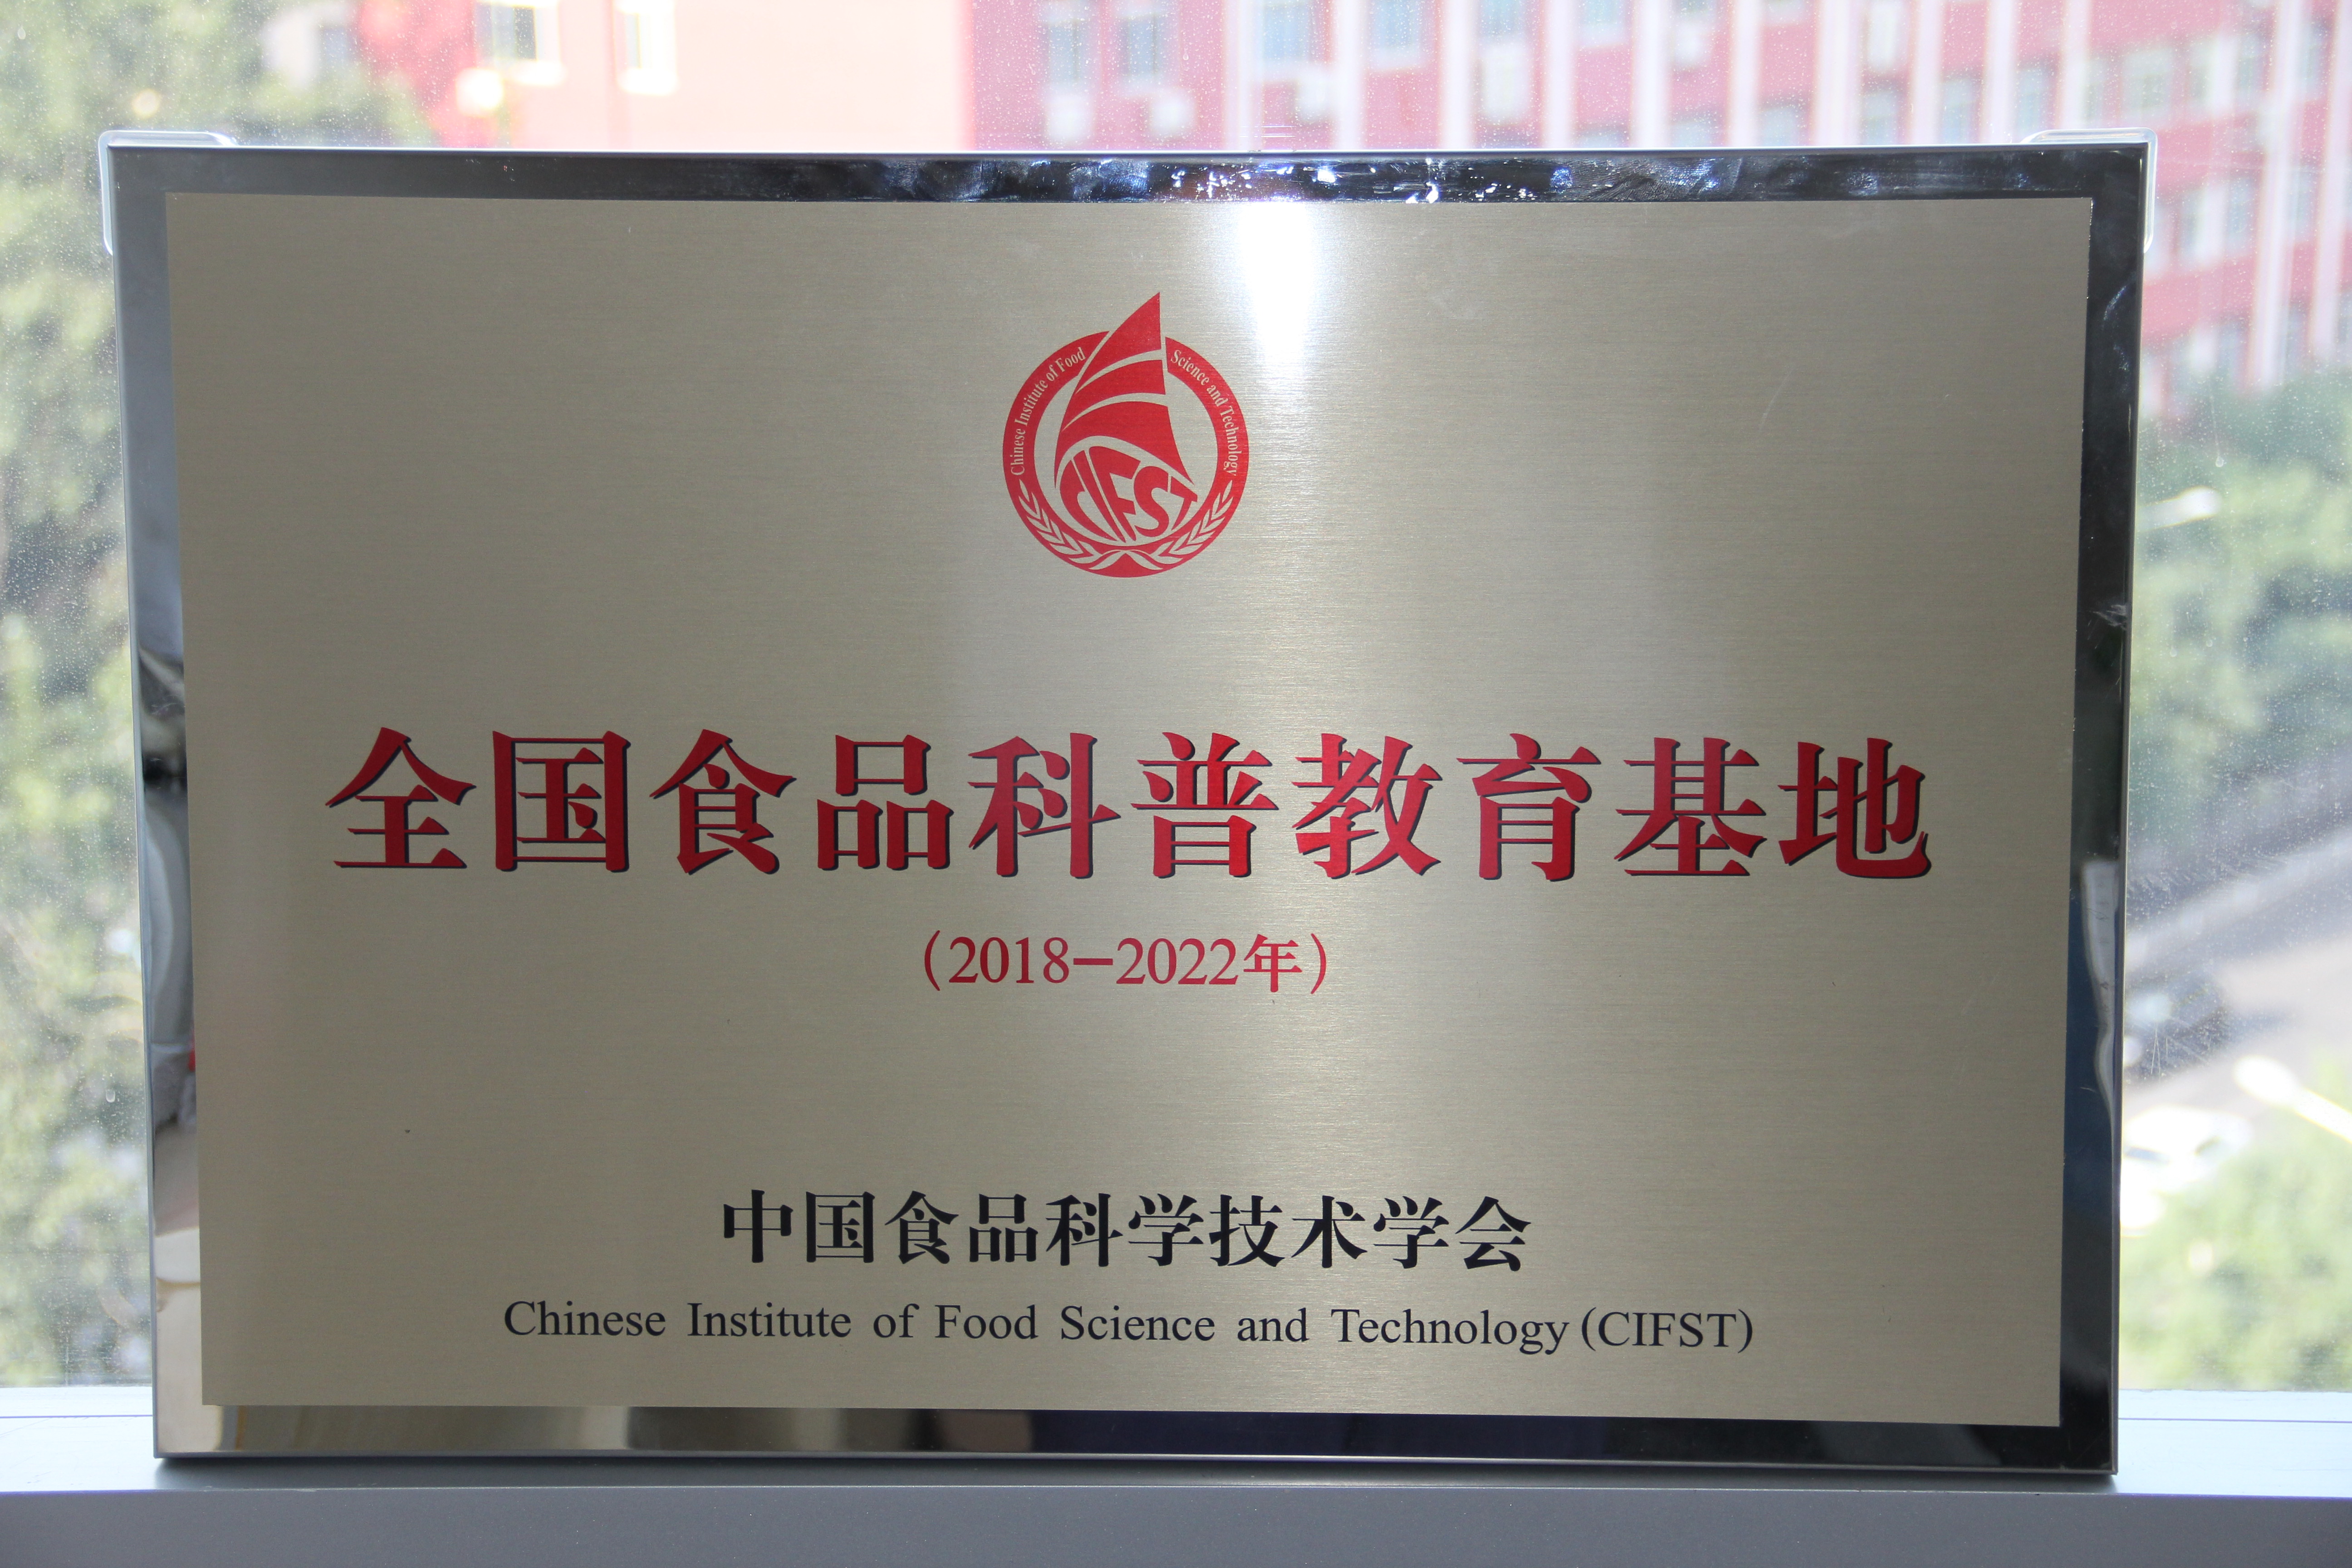 Chinese Institute of Food Science and Technology
CIFST
全国食品科普教育基地
(2018-2022年)
中国食品科学技术学会
Chinese Institute of Food Science and Technology (CIFST)